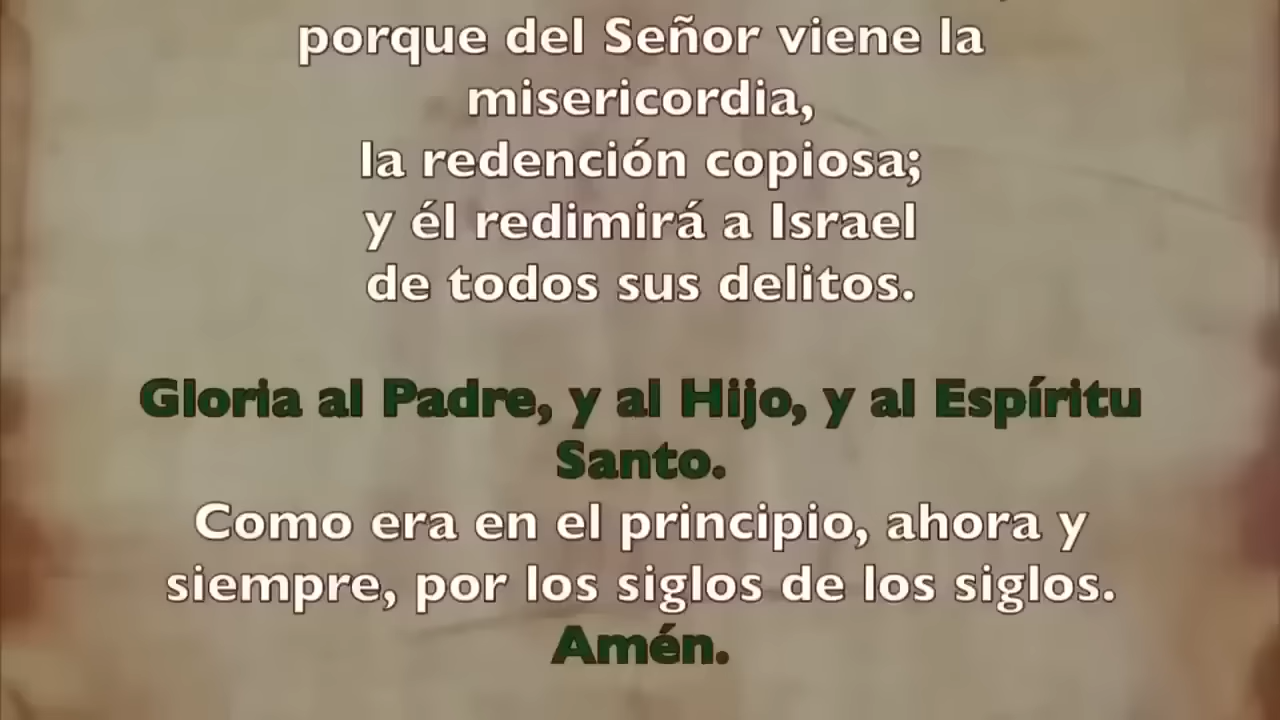 porque del Señor viene la
misericordia,
la redención copiosa;
y él redimirá a Israel
de todos sus delitos.
Gloria al Padre, y al Hijo, y al Espíritu
Santo.
Como era en el principio, ahora y
siempre, por los siglos de los siglos.
Amén.